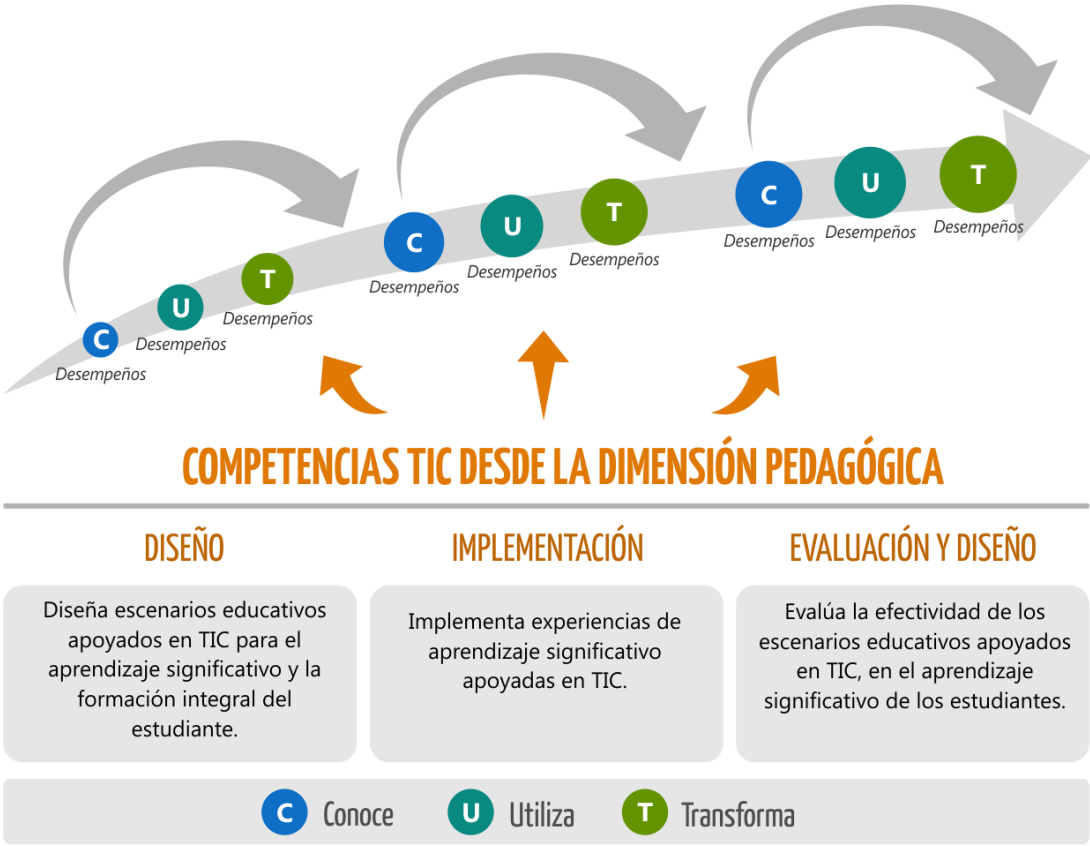 C
Desempeños
U
Desempeños
T
Desempeños
C
Desempeños
U
Desempeños
T
Desempeños
C
Desempeños
U
Desempeños
T
Desempeños
COMPETENCIAS TIC DESDE LA DIMENSIÓN PEDAGÓGICA
DISEÑO
Diseña escenarios educativos
apoyados en TIC para el
aprendizaje significativo y la
formación integral del
estudiante.
IMPLEMENTACIÓN
Implementa experiencias de
aprendizaje significativo
apoyadas en TIC.
EVALUACIÓN Y DISEÑO
Evalúa la efectividad de los
escenarios educativos apoyados
en TIC, en el aprendizaje
significativo de los estudiantes.
C Conoce
U Utiliza
T Transforma